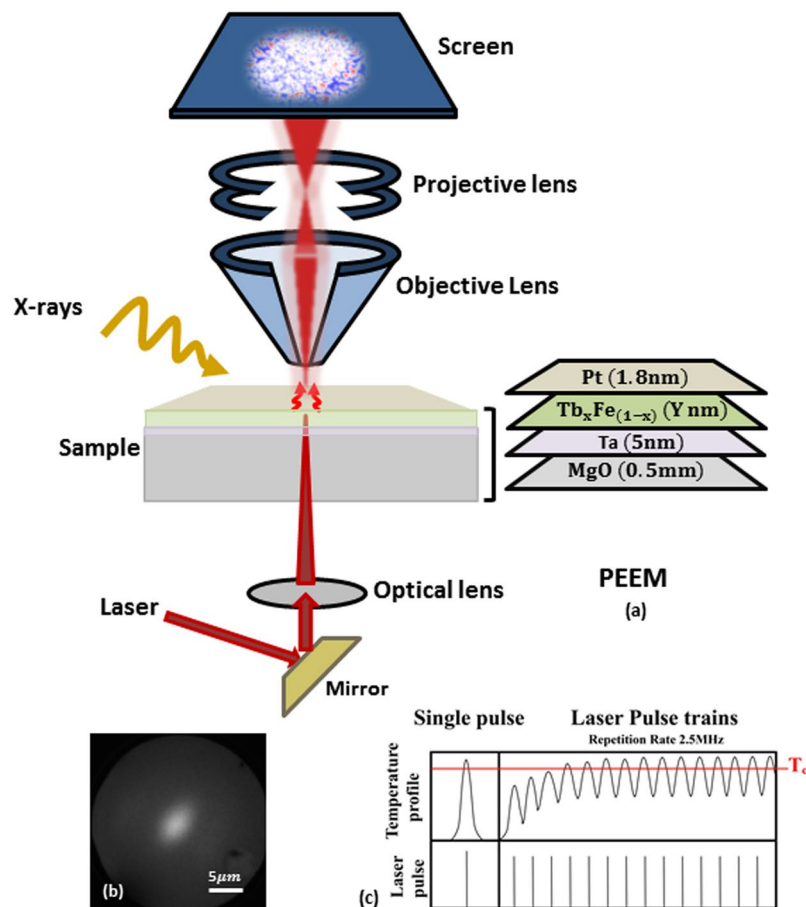 Screen
Projective lens
Objective Lens
X-rays
Pt (1.8nm)
TbₓFe₍₁₋ₓ₎ (Y nm)
Ta (5nm)
MgO (0.5mm)
Sample
PEEM
(a)
Optical lens
Laser
Mirror
Single pulse
Laser Pulse trains
Repetition Rate 2.5MHz
Temperature
profile
Laser
pulse
(b)
5μm
(c)